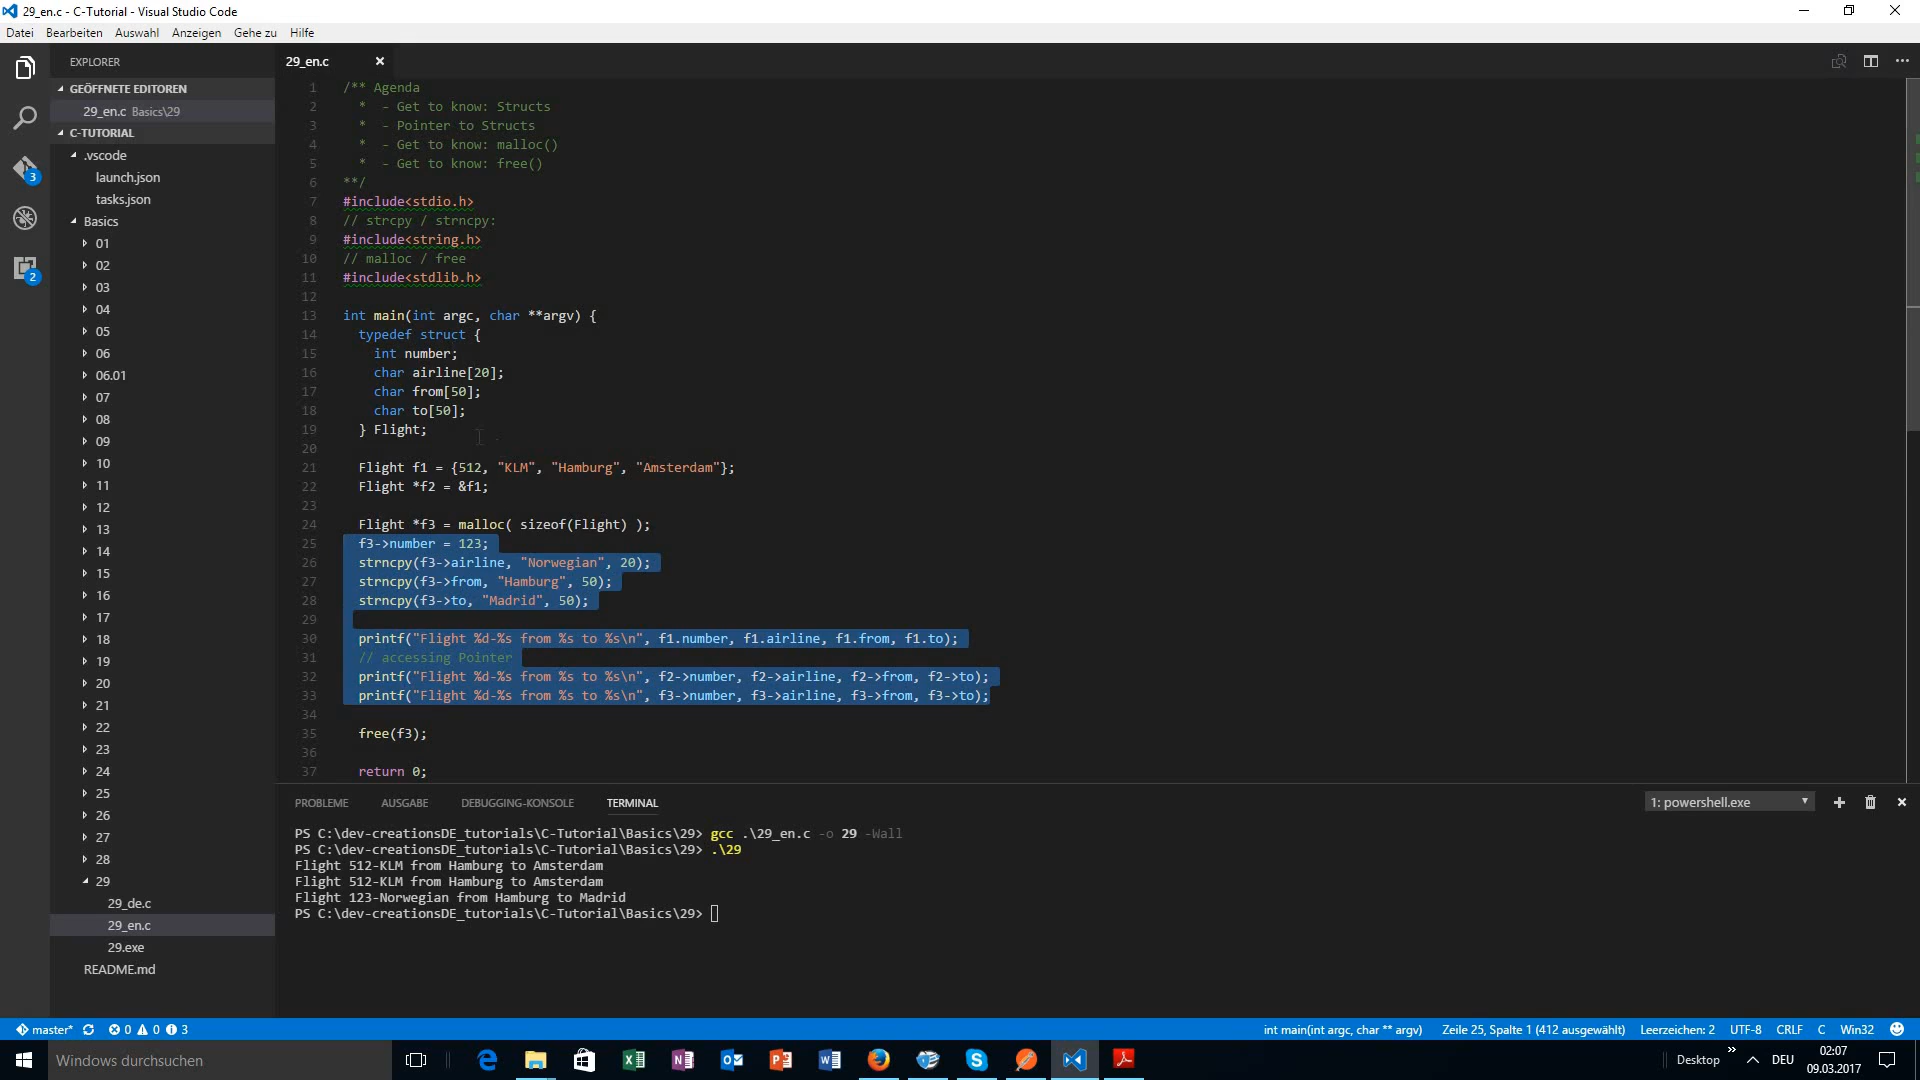 29_en.c - C-Tutorial - Visual Studio Code
Datei Bearbeiten Auswahl Anzeigen Gehe zu Hilfe
EXPLORER
GEÖFFNETE EDITOREN
29_en.c Basics\29
C-TUTORIAL
.vscode
launch.json
tasks.json
Basics
01
02
03
04
05
06
06.01
07
08
09
10
11
12
13
14
15
16
17
18
19
20
21
22
23
24
25
26
27
28
29
29_de.c
29_en.c
29.exe
README.md
3
2
29_en.c
1 /** Agenda
2 * - Get to know: Structs
3 * - Pointer to Structs
4 * - Get to know: malloc()
5 * - Get to know: free()
6 **/
7 #include<stdio.h>
8 // strcpy / strncpy:
9 #include<string.h>
10 // malloc / free
11 #include<stdlib.h>
12
13 int main(int argc, char **argv) {
14 typedef struct {
15 int number;
16 char airline[20];
17 char from[50];
18 char to[50];
19 } Flight;
20
21 Flight f1 = {512, "KLM", "Hamburg", "Amsterdam"};
22 Flight *f2 = &f1;
23
24 Flight *f3 = malloc( sizeof(Flight) );
25 f3->number = 123;
26 strncpy(f3->airline, "Norwegian", 20);
27 strncpy(f3->from, "Hamburg", 50);
28 strncpy(f3->to, "Madrid", 50);
29
30 printf("Flight %d-%s from %s to %s\n", f1.number, f1.airline, f1.from, f1.to);
31 // accessing Pointer
32 printf("Flight %d-%s from %s to %s\n", f2->number, f2->airline, f2->from, f2->to);
33 printf("Flight %d-%s from %s to %s\n", f3->number, f3->airline, f3->from, f3->to);
34
35 free(f3);
36
37 return 0;
PROBLEME AUSGABE DEBUGGING-KONSOLE TERMINAL 1: powershell.exe
PS C:\dev-creationsDE_tutorials\C-Tutorial\Basics\29> gcc .\29_en.c -o 29 -Wall
PS C:\dev-creationsDE_tutorials\C-Tutorial\Basics\29> .\29
Flight 512-KLM from Hamburg to Amsterdam
Flight 512-KLM from Hamburg to Amsterdam
Flight 123-Norwegian from Hamburg to Madrid
PS C:\dev-creationsDE_tutorials\C-Tutorial\Basics\29>
master* 0 0 3 int main(int argc, char ** argv) Zeile 25, Spalte 1 (412 ausgewählt) Leerzeichen: 2 UTF-8 CRLF C Win32
Windows durchsuchen Desktop DEU 02:07
09.03.2017